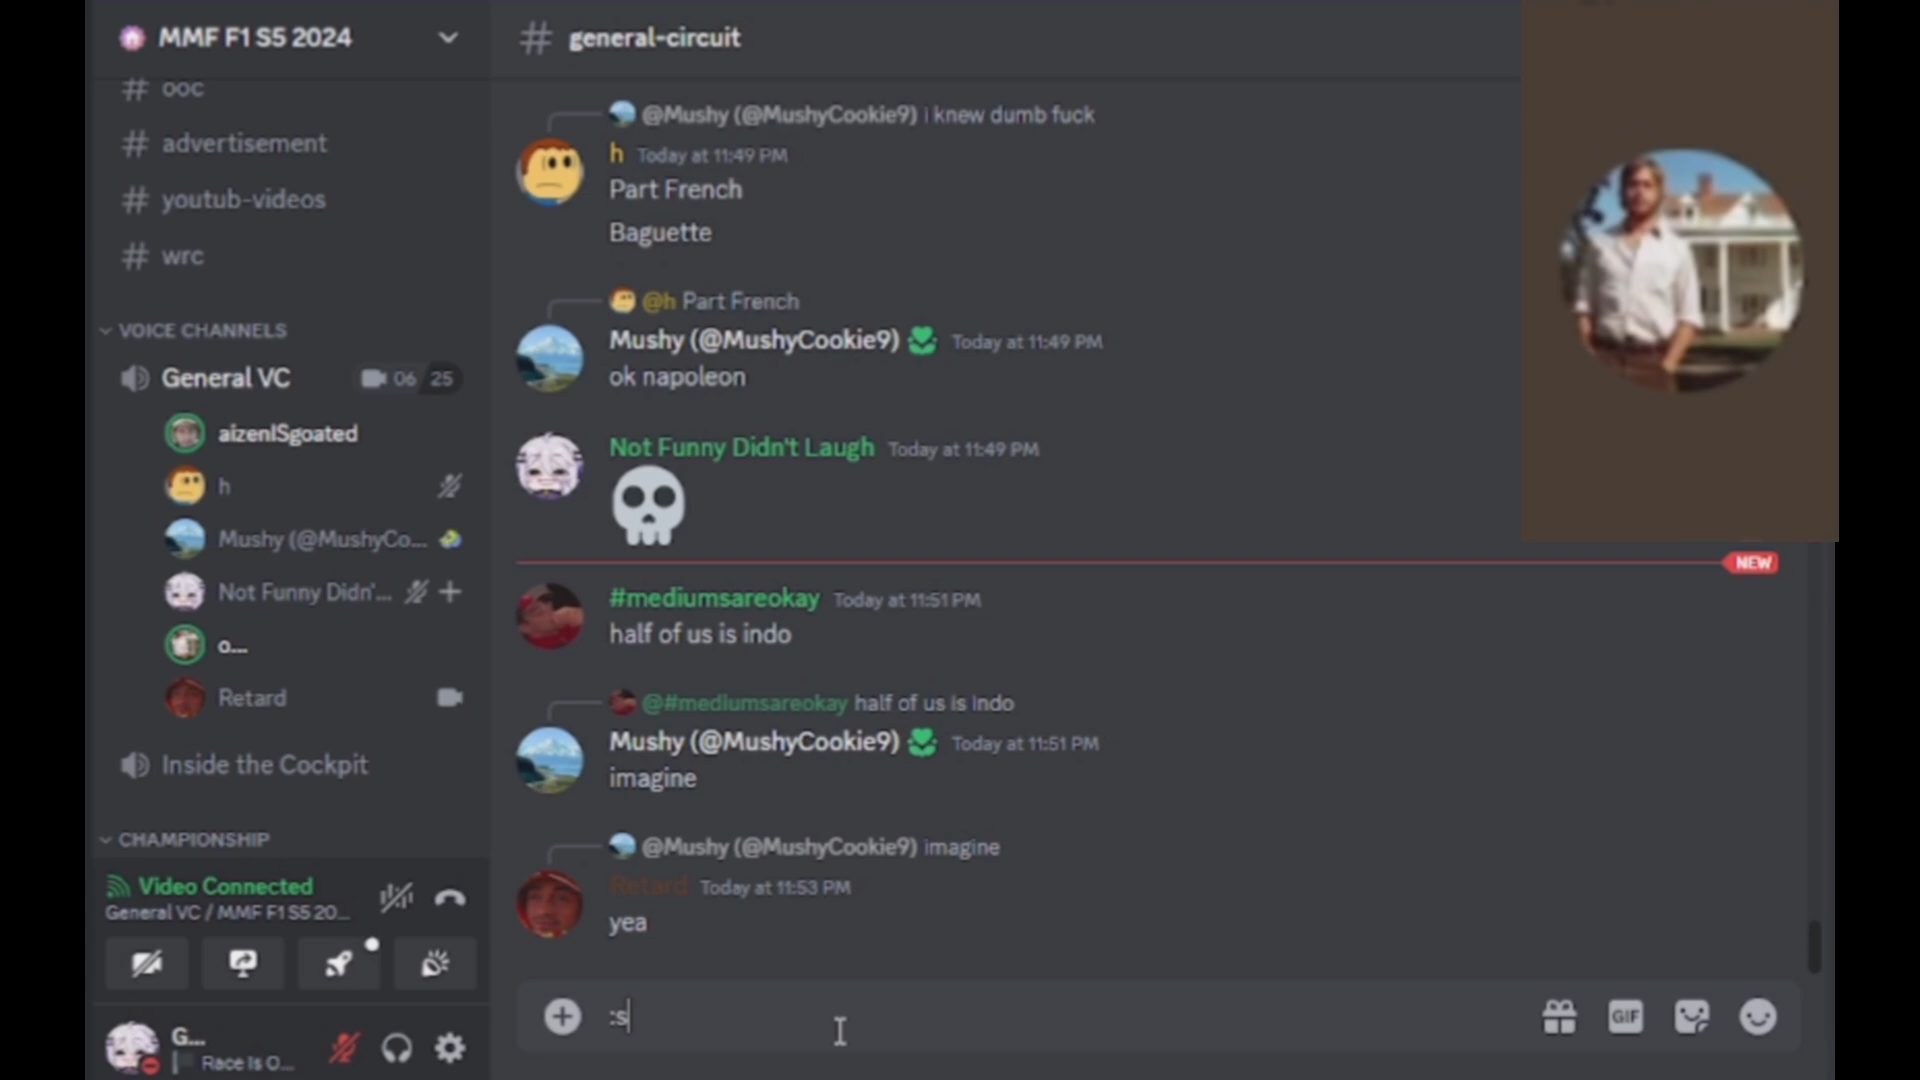 MMF F1 S5 2024
ooc
advertisement
youtub-videos
wrc
VOICE CHANNELS
General VC 06 25
aizenISgoated
h
Mushy (@MushyCo...
Not Funny Didn'...
o...
Retard
Inside the Cockpit
CHAMPIONSHIP
Video Connected
General VC / MMF F1 S5 20...
G...
Race Is O...
# general-circuit
@Mushy (@MushyCookie9) i knew dumb fuck
h Today at 11:49 PM
Part French
Baguette
@h Part French
Mushy (@MushyCookie9) Today at 11:49 PM
ok napoleon
Not Funny Didn't Laugh Today at 11:49 PM
NEW
#mediumsareokay Today at 11:51 PM
half of us is indo
@#mediumsareokay half of us is indo
Mushy (@MushyCookie9) Today at 11:51 PM
imagine
@Mushy (@MushyCookie9) imagine
Retard Today at 11:53 PM
yea
:s
GIF